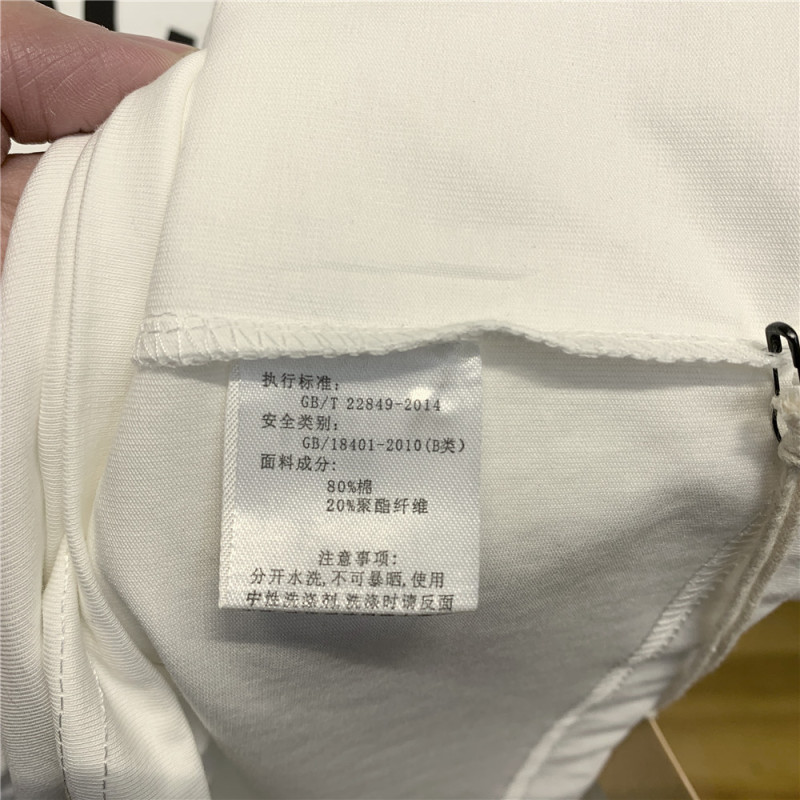 执行标准:
GB/T 22849-2014
安全类别:
GB/18401-2010(B类)
面料成分:
80%棉
20%聚酯纤维
注意事项:
分开水洗,不可暴晒,使用
中性洗涤剂,洗涤时请反面